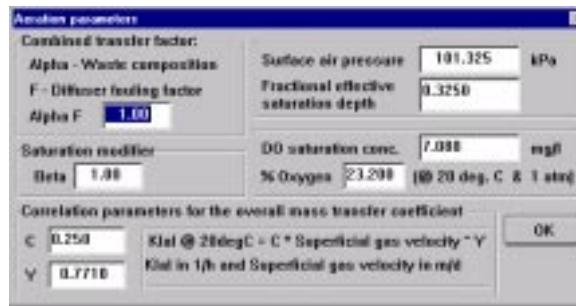 Aeration parameters
Combined transfer factor:
Alpha - Waste composition
F - Diffuser fouling factor
Alpha F 1.00
Surface air pressure 101.325 kPa
Fractional effective saturation depth 0.3250
Saturation modifier
Beta 1.00
DO saturation conc. 7.080 mg/l
% Oxygen 23.200 (@ 20 deg. C & 1 atm)
Correlation parameters for the overall mass transfer coefficient
C 0.250
Y 0.7710
Klal @ 20degC = C * Superficial gas velocity ^ Y
Klal in 1/h and Superficial gas velocity in m/d
OK